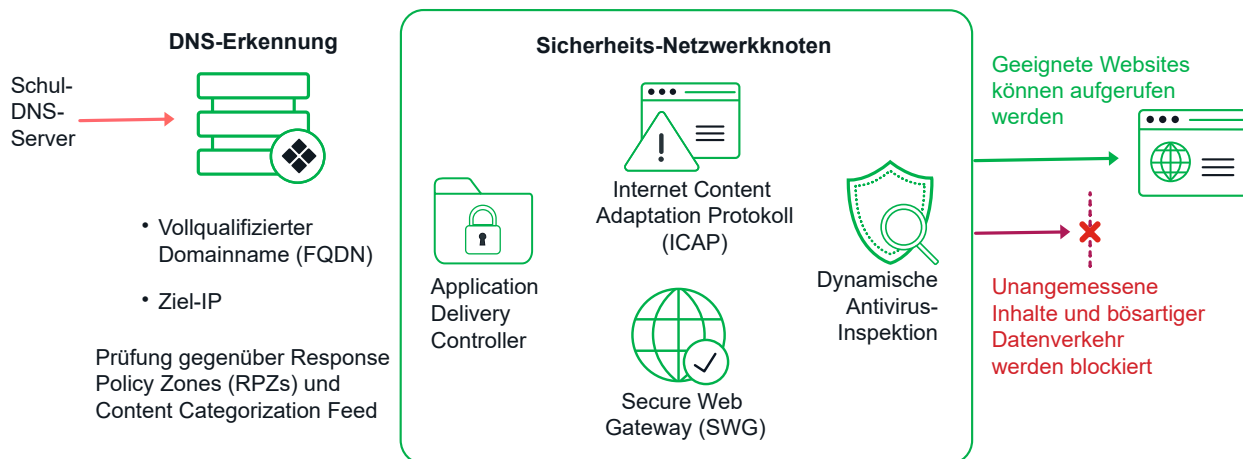 DNS-Erkennung
Schul-
DNS-
Server
• Vollqualifizierter
Domainname (FQDN)
• Ziel-IP
Prüfung gegenüber Response
Policy Zones (RPZs) und
Content Categorization Feed
Sicherheits-Netzwerkknoten
Application
Delivery
Controller
Internet Content
Adaptation Protokoll
(ICAP)
Secure Web
Gateway (SWG)
Dynamische
Antivirus-
Inspektion
Geeignete Websites
können aufgerufen
werden
Unangemessene
Inhalte und bösartiger
Datenverkehr
werden blockiert